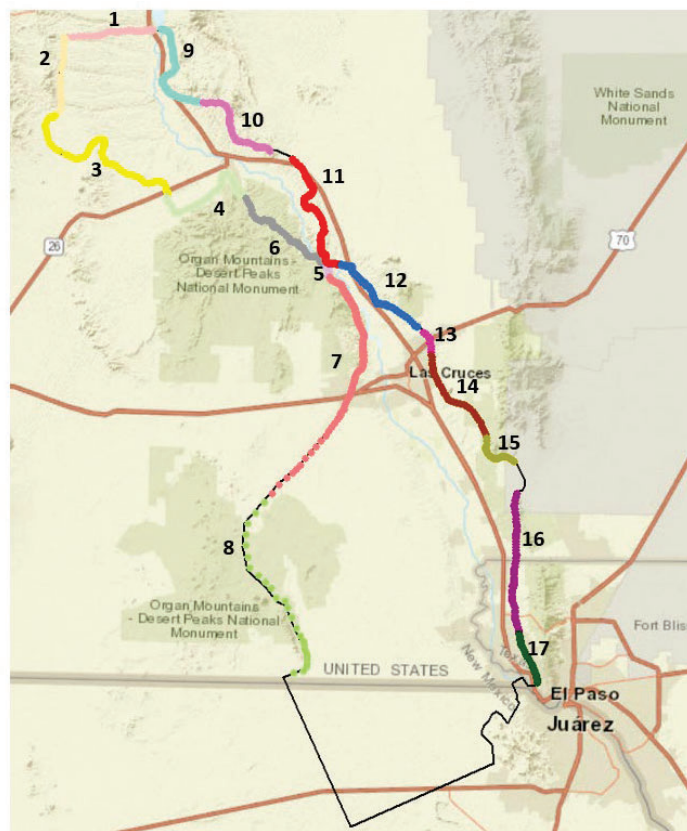 1
2
9
White Sands
National
Monument
10
3
11
4
26
6
70
Organ Mountains -
Desert Peaks
National Monument
5
12
7
13
Las Cruces
14
15
16
8
Organ Mountains
- Desert Peaks National
Monument
Fort Blis
17
Texas
UNITED STATES
New Mexico
El Paso
Juárez